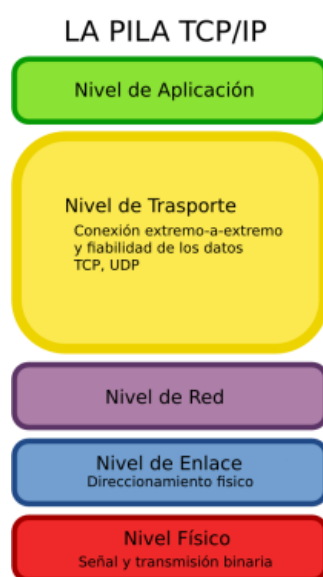 LA PILA TCP/IP
Nivel de Aplicación
Nivel de Trasporte
Conexión extremo-a-extremo
y fiabilidad de los datos
TCP, UDP
Nivel de Red
Nivel de Enlace
Direccionamiento fisico
Nivel Físico
Señal y transmisión binaria